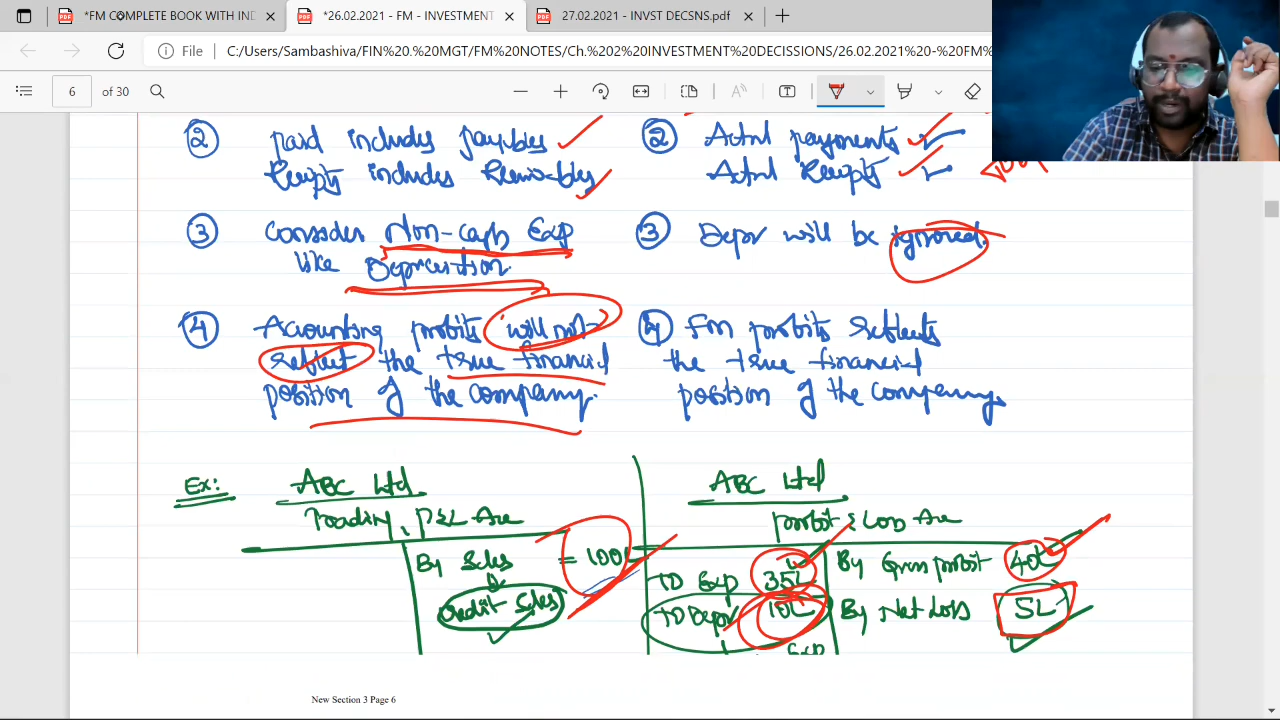 *FM COMPLETE BOOK WITH IND
*26.02.2021 - FM - INVESTMENT
27.02.2021 - INVST DECSNS.pdf
File C:/Users/Sambashiva/FIN%20.%20MGT/FM%20NOTES/Ch.%202%20INVESTMENT%20DECISSIONS/26.02.2021%20-%20FM%
6 of 30
② paid includes payables
Receipts includes Receivables
② Actul payments
Actul Receipts
③ Consider Non-cash Exp
like Depreciation.
③ Depr will be ignored.
④ Accounting profits will not
reflect the true financial
position of the company.
④ FM profits reflects
the true financial
position of the company.
Ex:
ABC Ltd
Trading, P&L A/c
By Sales = 100L
&
Credit Sales
ABC Ltd
profit & Loss A/c
To Exp 35L
To Depr 10L
Exp
By Gross profit 40L
By Net Loss 5L
New Section 3 Page 6